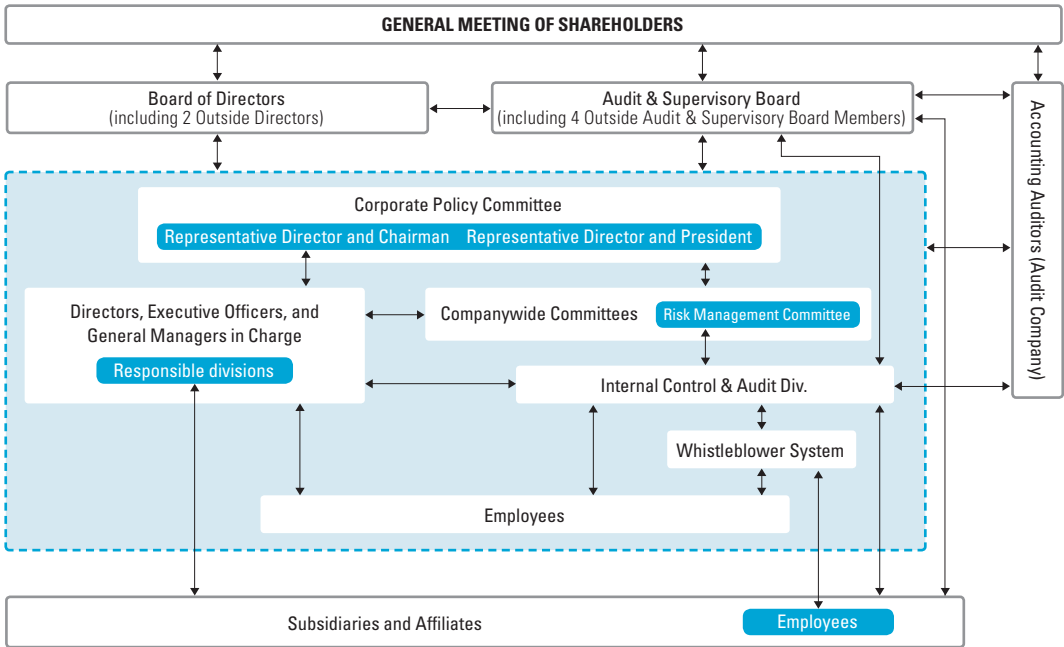 GENERAL MEETING OF SHAREHOLDERS
Board of Directors
(including 2 Outside Directors)
Audit & Supervisory Board
(including 4 Outside Audit & Supervisory Board Members)
Accounting Auditors (Audit Company)
Corporate Policy Committee
Representative Director and Chairman
Representative Director and President
Directors, Executive Officers, and
General Managers in Charge
Responsible divisions
Companywide Committees
Risk Management Committee
Internal Control & Audit Div.
Whistleblower System
Employees
Subsidiaries and Affiliates
Employees